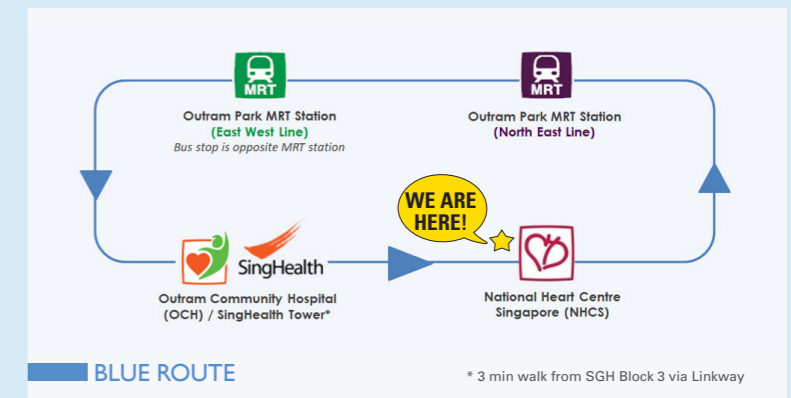 MRT
MRT
Outram Park MRT Station
(East West Line)
Bus stop is opposite MRT station
Outram Park MRT Station
(North East Line)
WE ARE
HERE!
SingHealth
Outram Community Hospital
(OCH) / SingHealth Tower*
National Heart Centre
Singapore (NHCS)
BLUE ROUTE
* 3 min walk from SGH Block 3 via Linkway